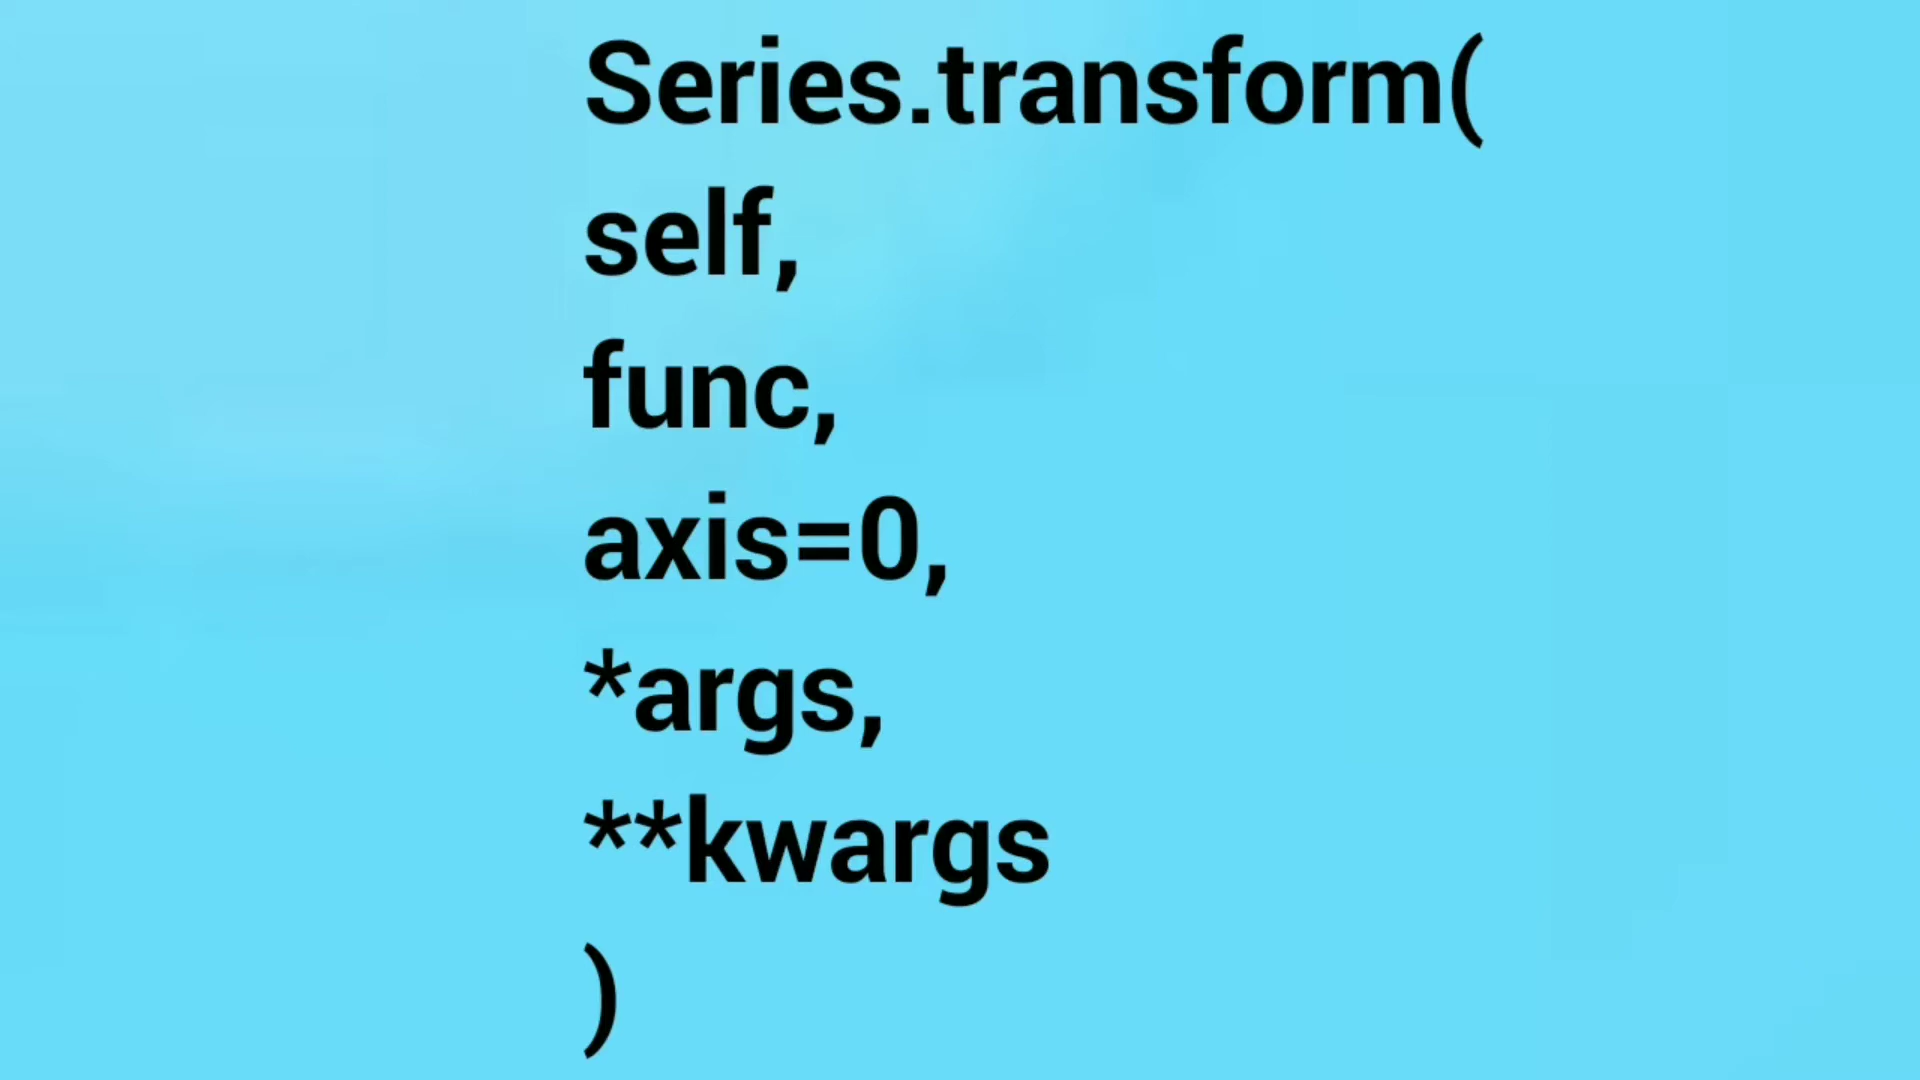 Series.transform(
self,
func,
axis=0,
*args,
**kwargs
)